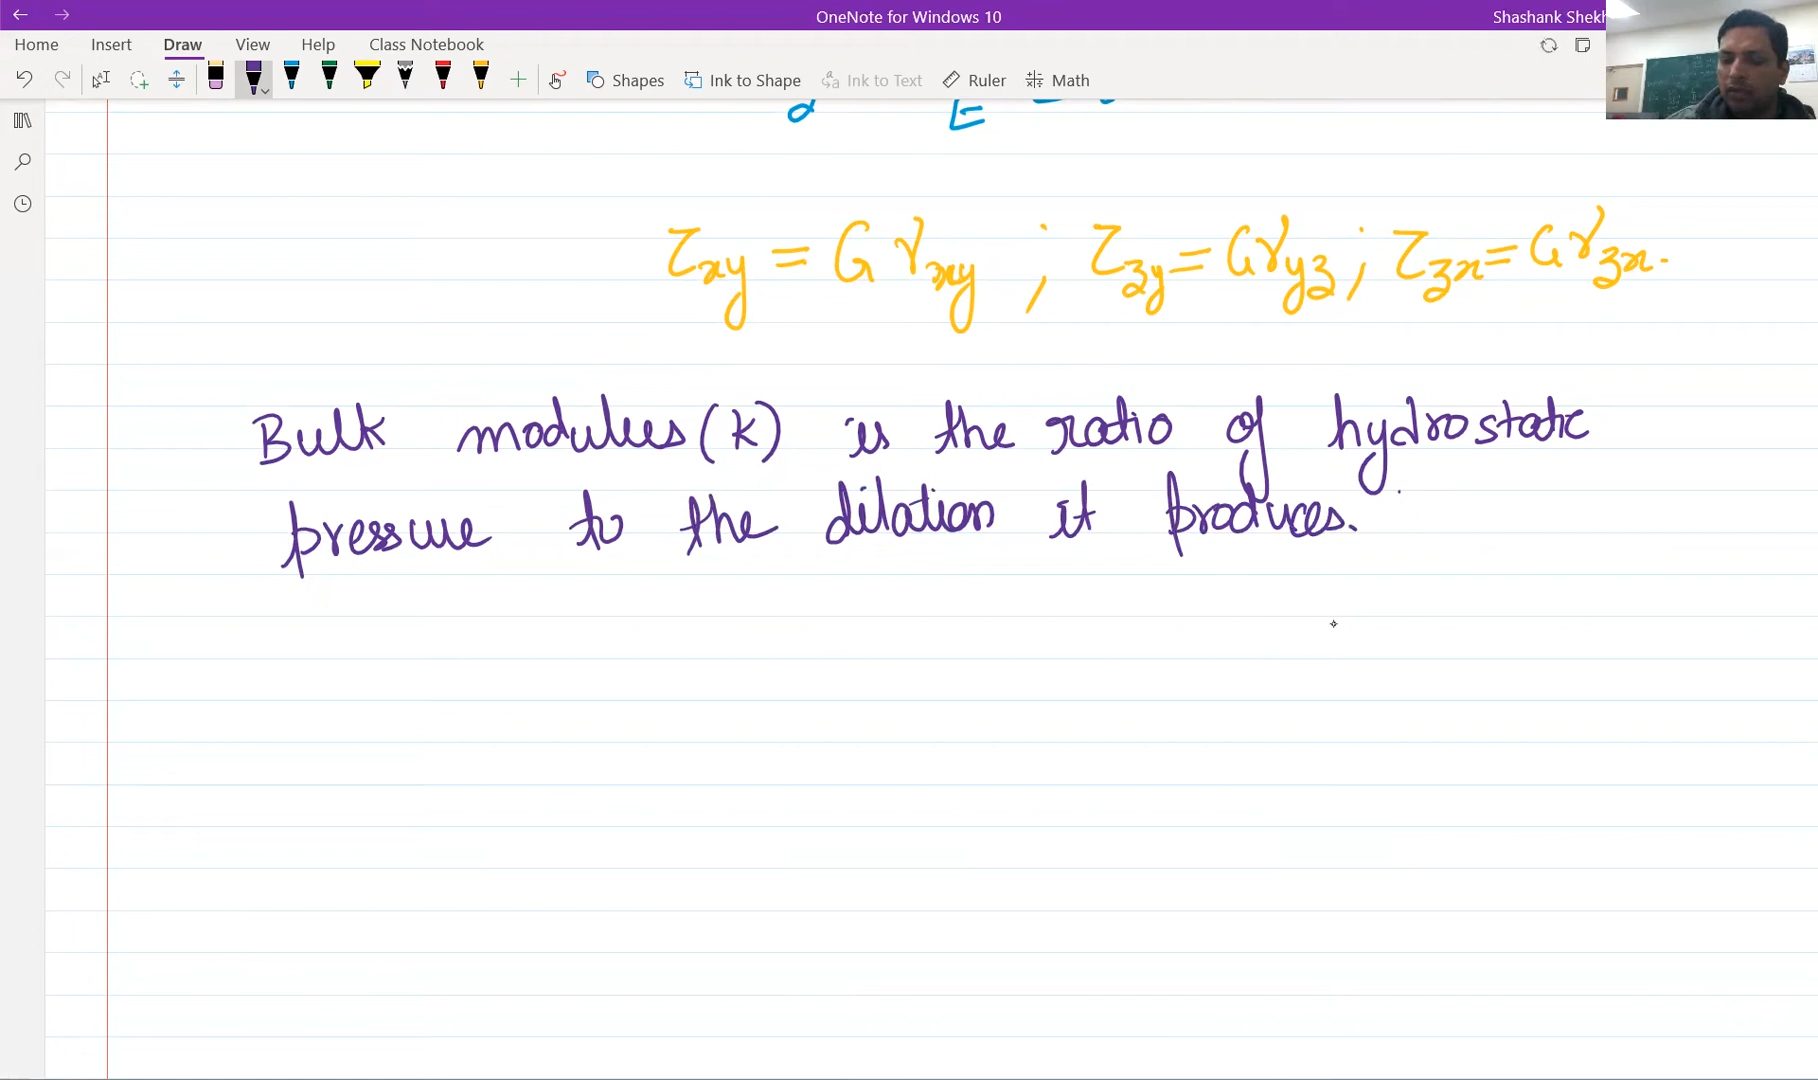 OneNote for Windows 10
Shashank Shekh
Home Insert Draw View Help Class Notebook
Shapes Ink to Shape Ink to Text Ruler Math
E
τxy = G γxy ; τzy = G γyz ; τzx = G γzx.
Bulk modulus (K) is the ratio of hydrostatic
pressure to the dilation it produces.